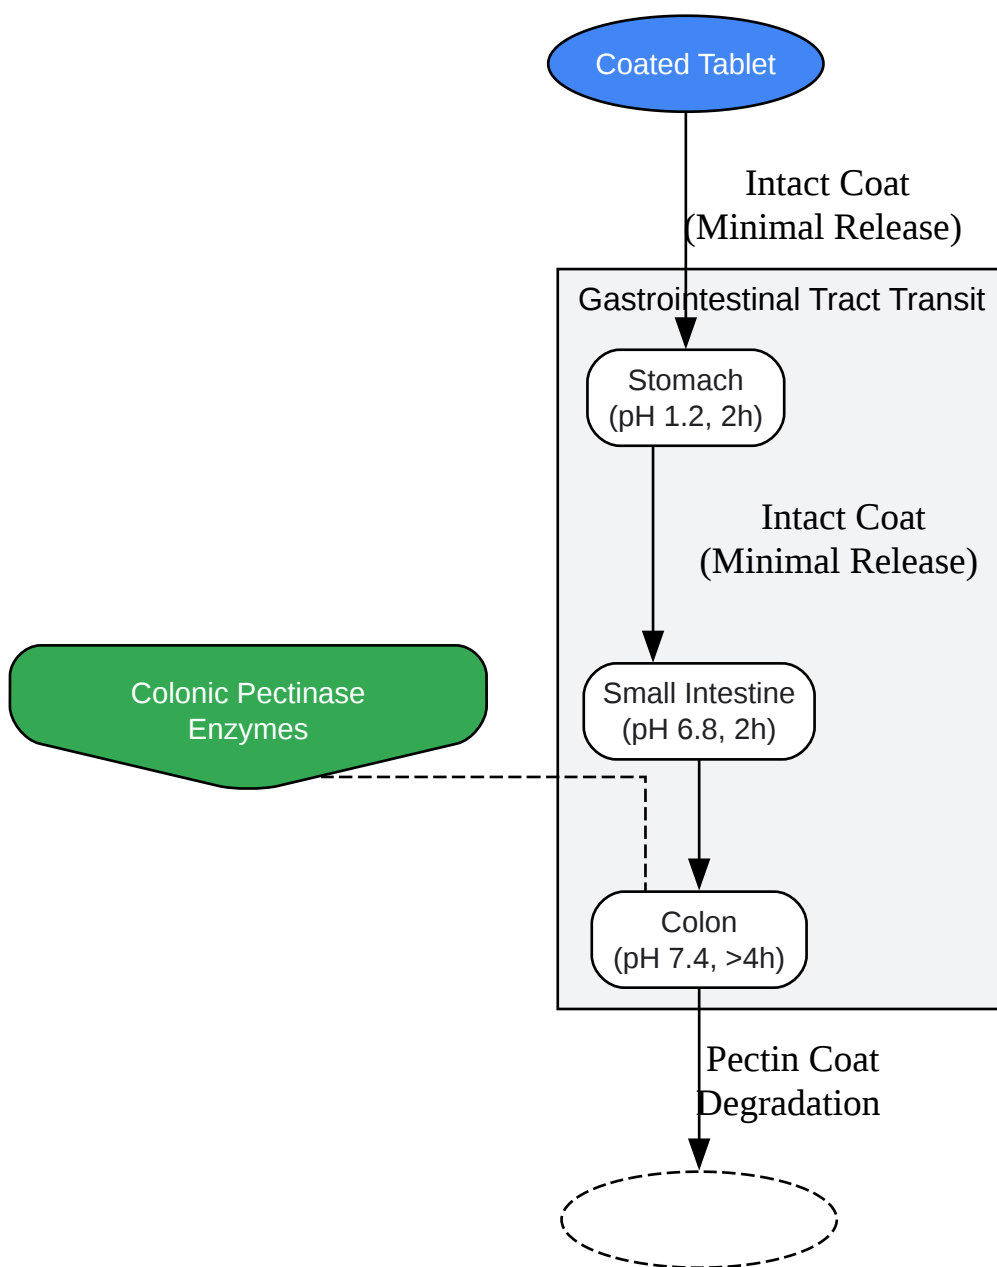 Coated Tablet
Intact Coat
(Minimal Release)
Gastrointestinal Tract Transit
Stomach
(pH 1.2, 2h)
Intact Coat
(Minimal Release)
Colonic Pectinase
Enzymes
Small Intestine
(pH 6.8, 2h)
Colon
(pH 7.4, >4h)
Pectin Coat
Degradation